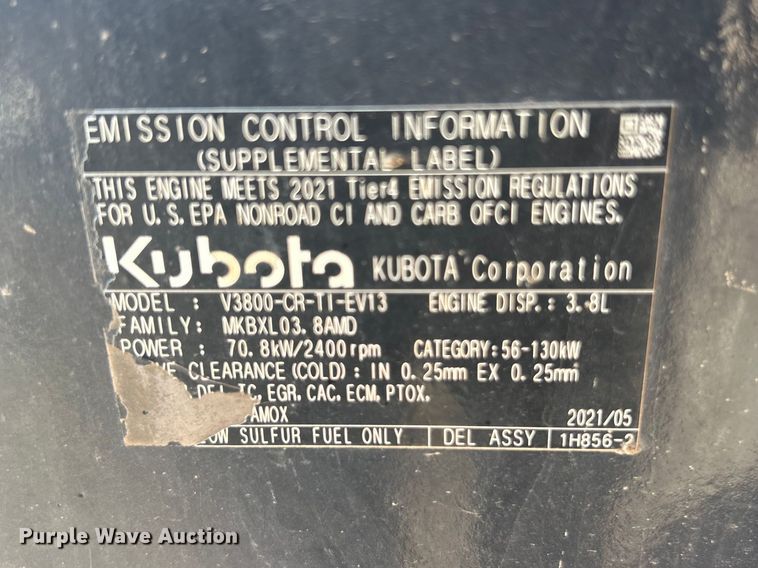 EMISSION CONTROL INFORMATION
(SUPPLEMENTAL LABEL)
THIS ENGINE MEETS 2021 Tier4 EMISSION REGULATIONS
FOR U.S.EPA NONROAD CI AND CARB OFCI ENGINES.
Kubota KUBOTA Corporation
MODEL : V3800-CR-TI-EV13 ENGINE DISP.: 3.8L
FAMILY: MKBXL03.8AMD
POWER : 70.8kW/2400rpm CATEGORY:56-130kW
CLEARANCE (COLD) : IN 0.25mm EX 0.25mm
TC, EGR, CAC, ECM, PTOX,
AMOX 2021/05
SULFUR FUEL ONLY DEL ASSY 1H856-2
Purple Wave Auction